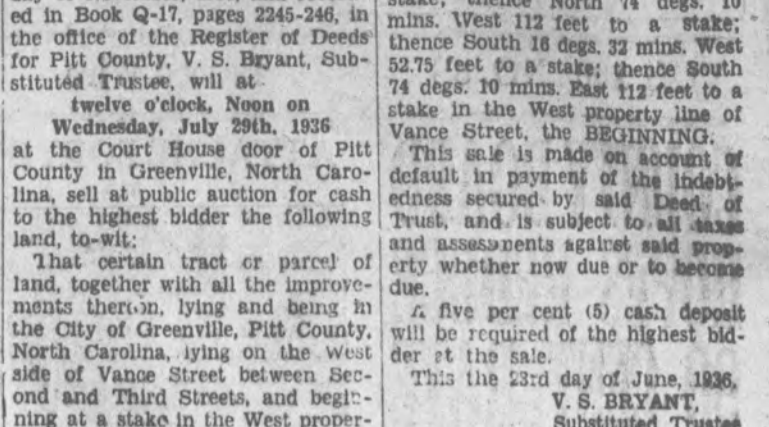 ed in Book Q-17, pages 2245-246, in
the office of the Register of Deeds
for Pitt County, V. S. Bryant, Sub-
stituted Trustee, will at
twelve o'clock, Noon on
Wednesday, July 29th, 1936
at the Court House door of Pitt
County in Greenville, North Caro-
lina, sell at public auction for cash
to the highest bidder the following
land, to-wit:
That certain tract or parcel of
land, together with all the improve-
ments thereon, lying and being in
the City of Greenville, Pitt County,
North Carolina, lying on the West
side of Vance Street between Sec-
ond and Third Streets, and begin-
ning at a stake in the West proper-
stake; thence North 74 degs. 10
mins. West 112 feet to a stake;
thence South 16 degs. 32 mins. West
52.75 feet to a stake; thence South
74 degs. 10 mins. East 112 feet to a
stake in the West property line of
Vance Street, the BEGINNING.
This sale is made on account of
default in payment of the indebt-
edness secured by said Deed of
Trust, and is subject to all taxes
and assessments against said prop-
erty whether now due or to become
due.
A five per cent (5) cash deposit
will be required of the highest bid-
der at the sale.
This the 23rd day of June, 1936.
V. S. BRYANT,
Substituted Trustee